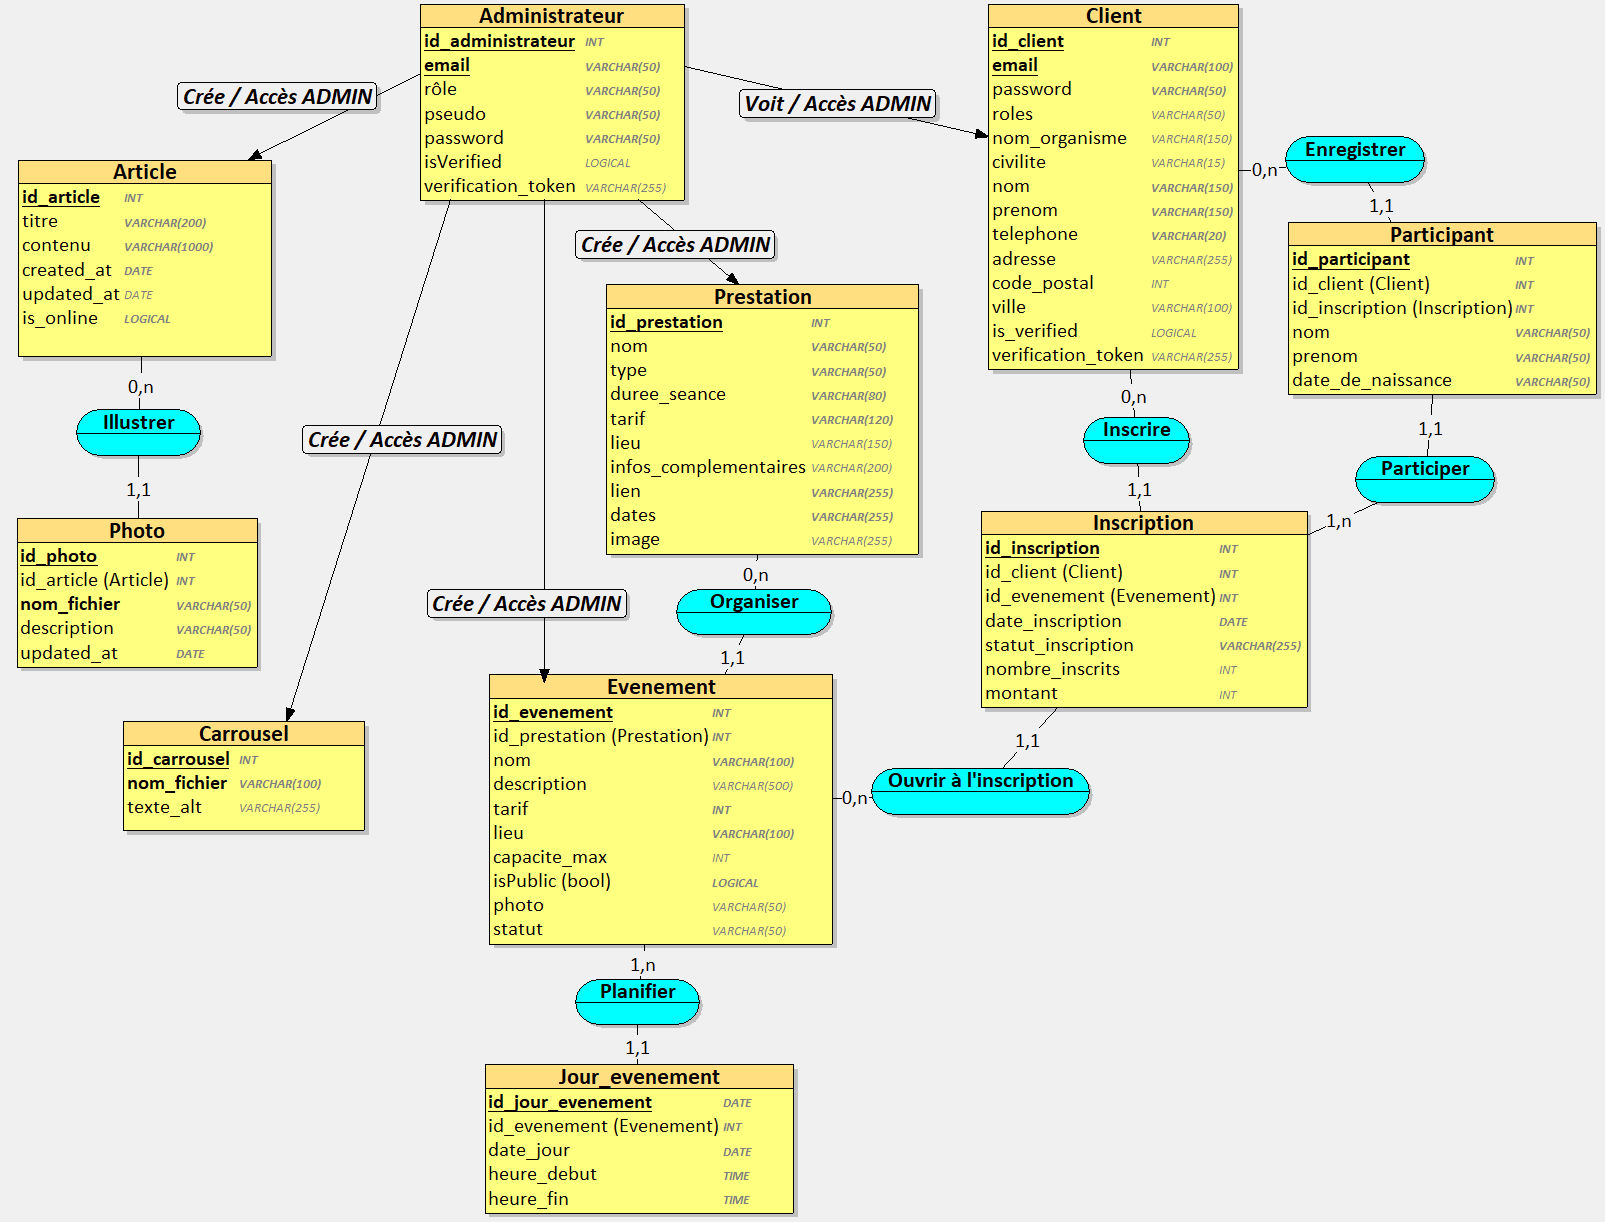 Administrateur
id_administrateur INT
email VARCHAR(50)
rôle VARCHAR(50)
pseudo VARCHAR(50)
password VARCHAR(50)
isVerified LOGICAL
verification_token VARCHAR(255)
Client
id_client INT
email VARCHAR(100)
password VARCHAR(50)
roles VARCHAR(50)
nom_organisme VARCHAR(150)
civilite VARCHAR(15)
nom VARCHAR(150)
prenom VARCHAR(150)
telephone VARCHAR(20)
adresse VARCHAR(255)
code_postal INT
ville VARCHAR(100)
is_verified LOGICAL
verification_token VARCHAR(255)
Crée / Accès ADMIN
Voit / Accès ADMIN
Enregistrer
0,n
1,1
Article
id_article INT
titre VARCHAR(200)
contenu VARCHAR(1000)
created_at DATE
updated_at DATE
is_online LOGICAL
Crée / Accès ADMIN
Participant
id_participant INT
id_client (Client) INT
id_inscription (Inscription) INT
nom VARCHAR(50)
prenom VARCHAR(50)
date_de_naissance VARCHAR(50)
Prestation
id_prestation INT
nom VARCHAR(50)
type VARCHAR(50)
duree_seance VARCHAR(80)
tarif VARCHAR(120)
lieu VARCHAR(150)
infos_complementaires VARCHAR(200)
lien VARCHAR(255)
dates VARCHAR(255)
image VARCHAR(255)
0,n
Illustrer
1,1
Crée / Accès ADMIN
0,n
Inscrire
1,1
1,1
Participer
1,n
Photo
id_photo INT
id_article (Article) INT
nom_fichier VARCHAR(50)
description VARCHAR(50)
updated_at DATE
Inscription
id_inscription INT
id_client (Client) INT
id_evenement (Evenement) INT
date_inscription DATE
statut_inscription VARCHAR(255)
nombre_inscrits INT
montant INT
0,n
Crée / Accès ADMIN
Organiser
1,1
Carrousel
id_carrousel INT
nom_fichier VARCHAR(100)
texte_alt VARCHAR(255)
Evenement
id_evenement INT
id_prestation (Prestation) INT
nom VARCHAR(100)
description VARCHAR(500)
tarif INT
lieu VARCHAR(100)
capacite_max INT
isPublic (bool) LOGICAL
photo VARCHAR(50)
statut VARCHAR(50)
1,1
Ouvrir à l'inscription
0,n
1,n
Planifier
1,1
Jour_evenement
id_jour_evenement DATE
id_evenement (Evenement) INT
date_jour DATE
heure_debut TIME
heure_fin TIME